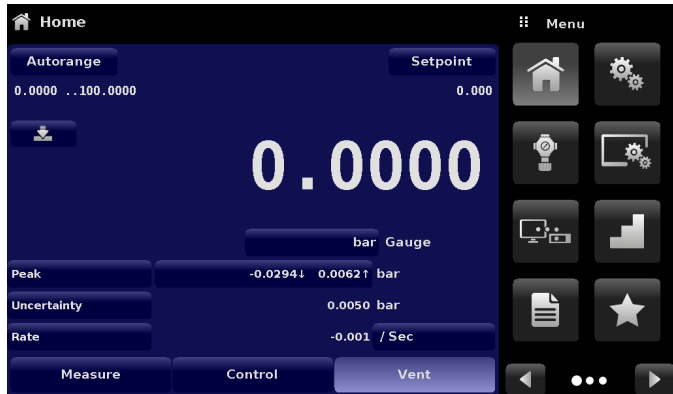 Home
Menu
Autorange
Setpoint
0.0000 ..100.0000
0.000
0.0000
bar Gauge
Peak -0.0294↓ 0.0062↑ bar
Uncertainty 0.0050 bar
Rate -0.001 / Sec
Measure Control Vent